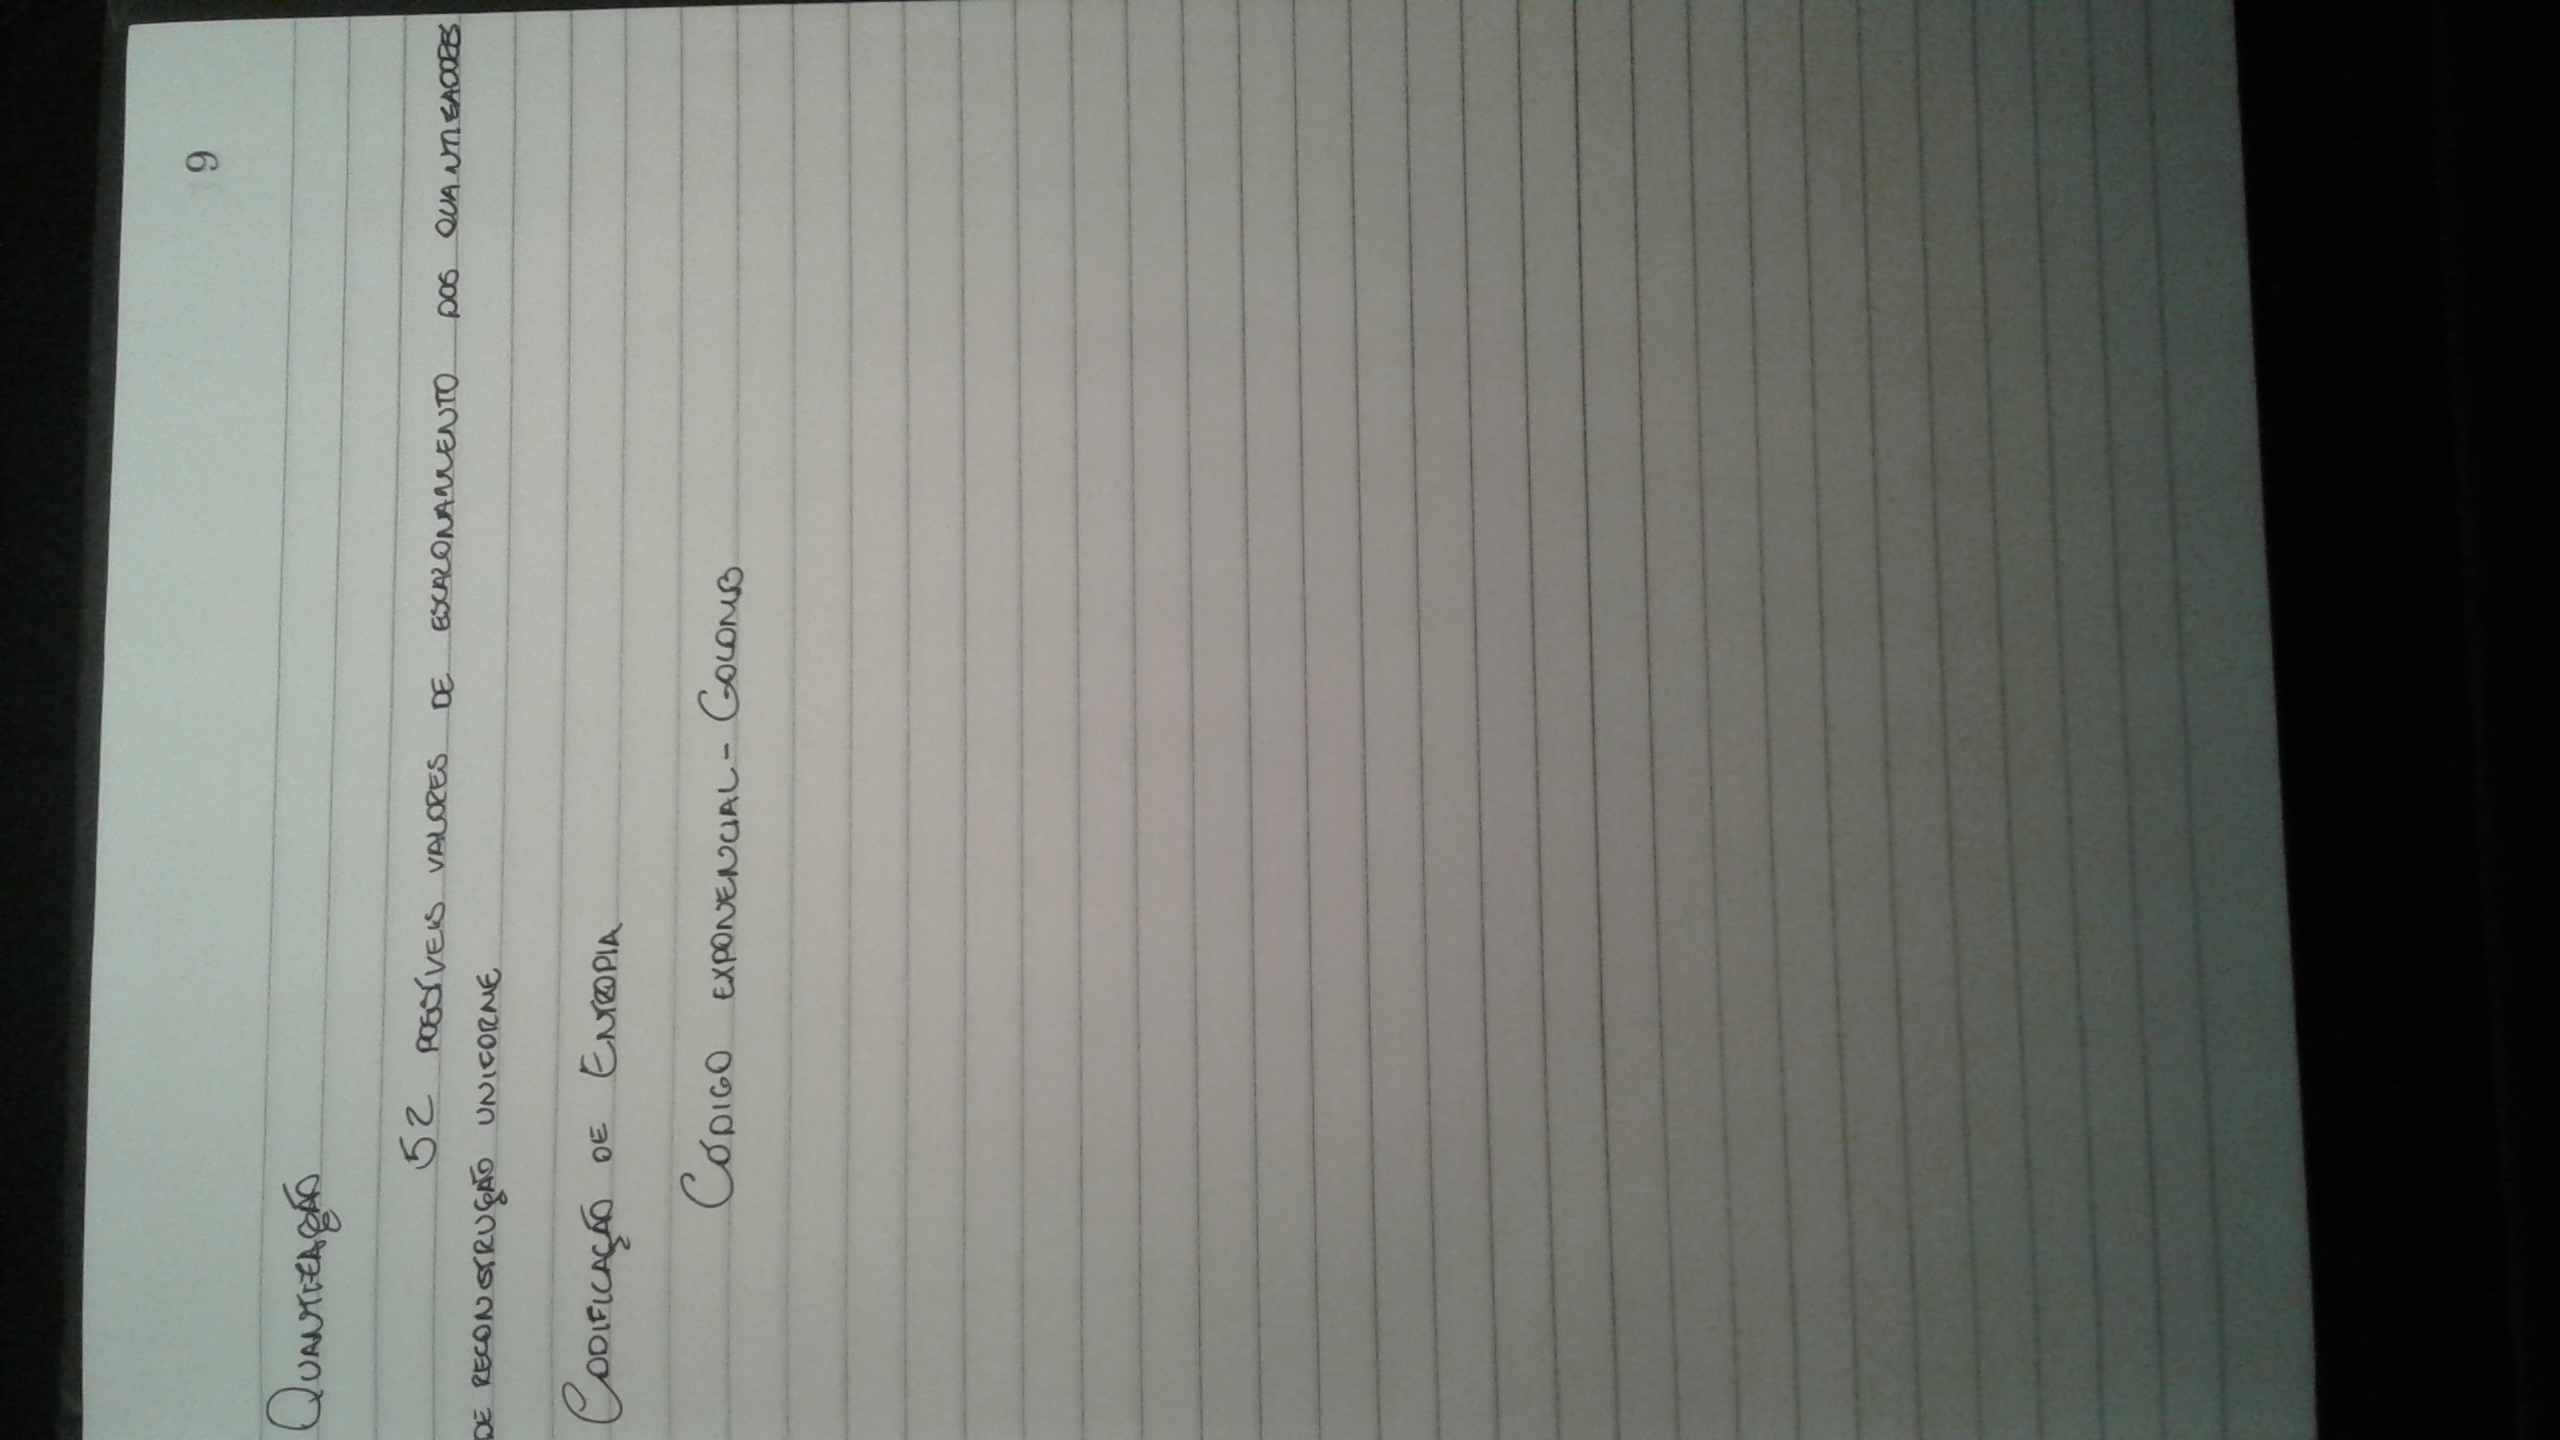 9
Quantização
52 possíveis valores de escalonamento dos quantizadores
de reconstrução uniforme
Codificação de Entropia
Código exponencial - Golomb